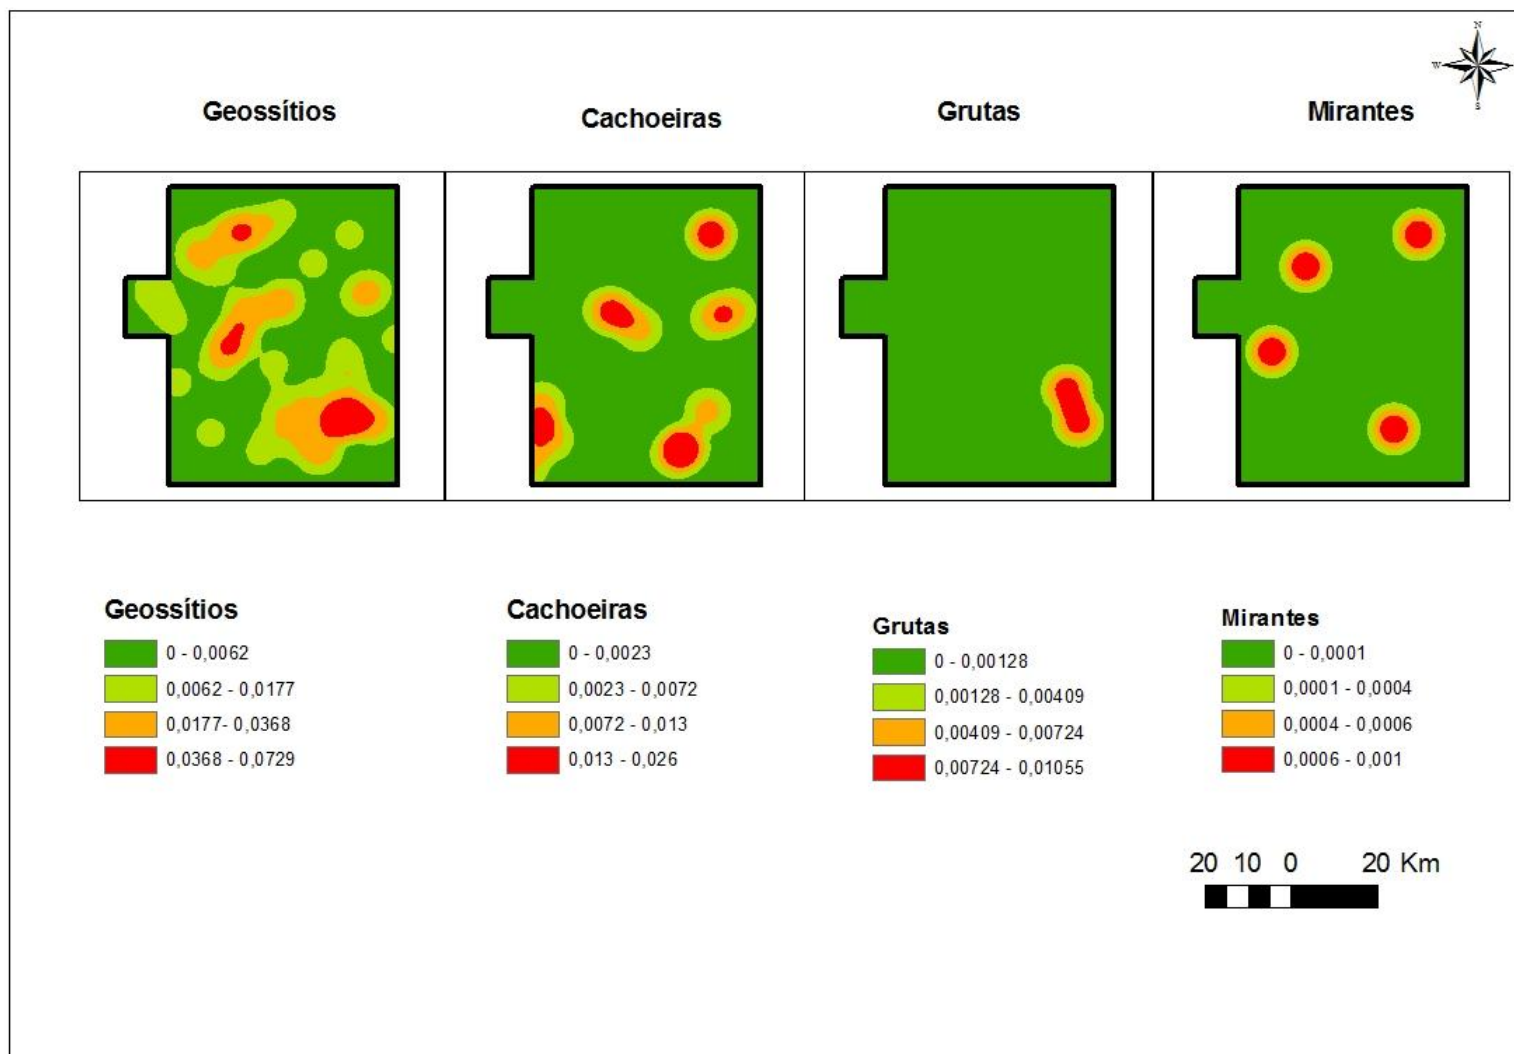 N
W
S
Geossítios
Cachoeiras
Grutas
Mirantes
Geossítios
0 - 0,0062
0,0062 - 0,0177
0,0177- 0,0368
0,0368 - 0,0729
Cachoeiras
0 - 0,0023
0,0023 - 0,0072
0,0072 - 0,013
0,013 - 0,026
Grutas
0 - 0,00128
0,00128 - 0,00409
0,00409 - 0,00724
0,00724 - 0,01055
Mirantes
0 - 0,0001
0,0001 - 0,0004
0,0004 - 0,0006
0,0006 - 0,001
20 10 0 20 Km